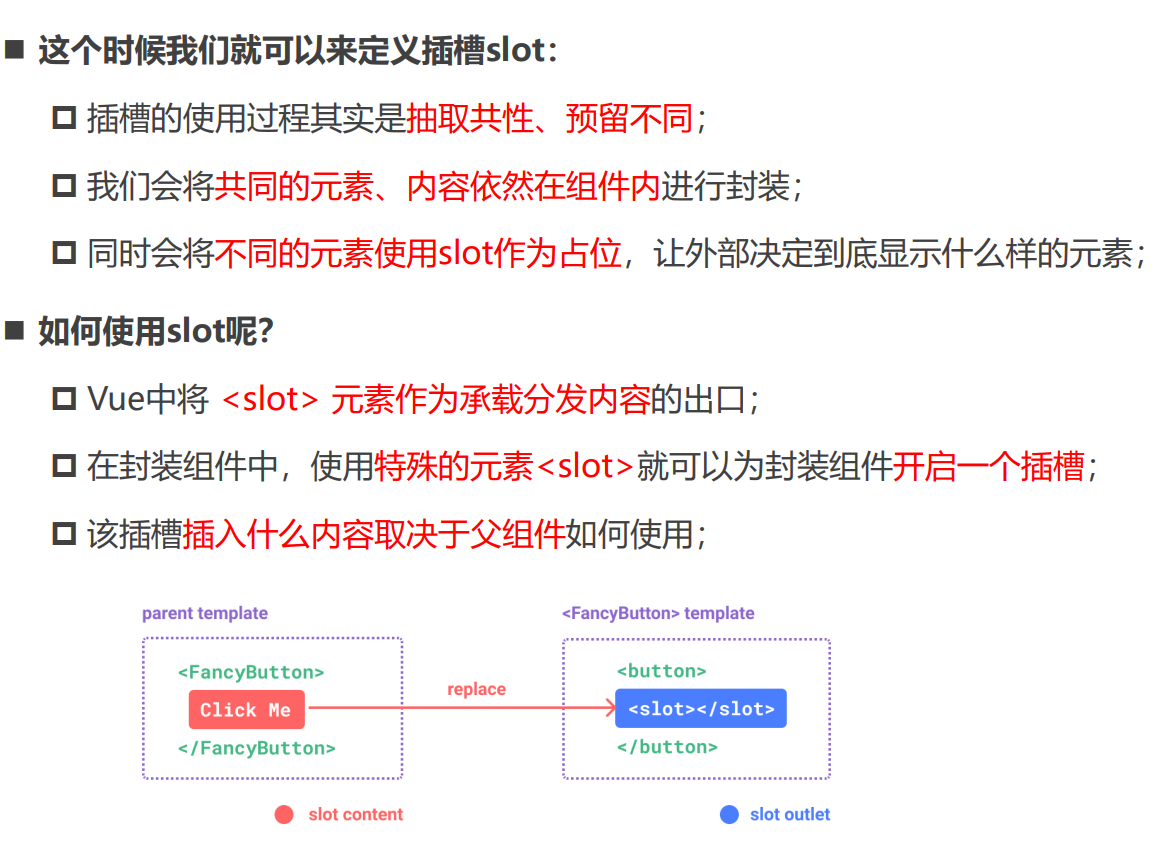 这个时候我们就可以来定义插槽slot：
插槽的使用过程其实是抽取共性、预留不同；
我们会将共同的元素、内容依然在组件内进行封装；
同时会将不同的元素使用slot作为占位，让外部决定到底显示什么样的元素；
如何使用slot呢？
Vue中将 <slot> 元素作为承载分发内容的出口；
在封装组件中，使用特殊的元素<slot>就可以为封装组件开启一个插槽；
该插槽插入什么内容取决于父组件如何使用；
parent template
<FancyButton>
Click Me
</FancyButton>
slot content
replace
<FancyButton> template
<button>
<slot></slot>
</button>
slot outlet